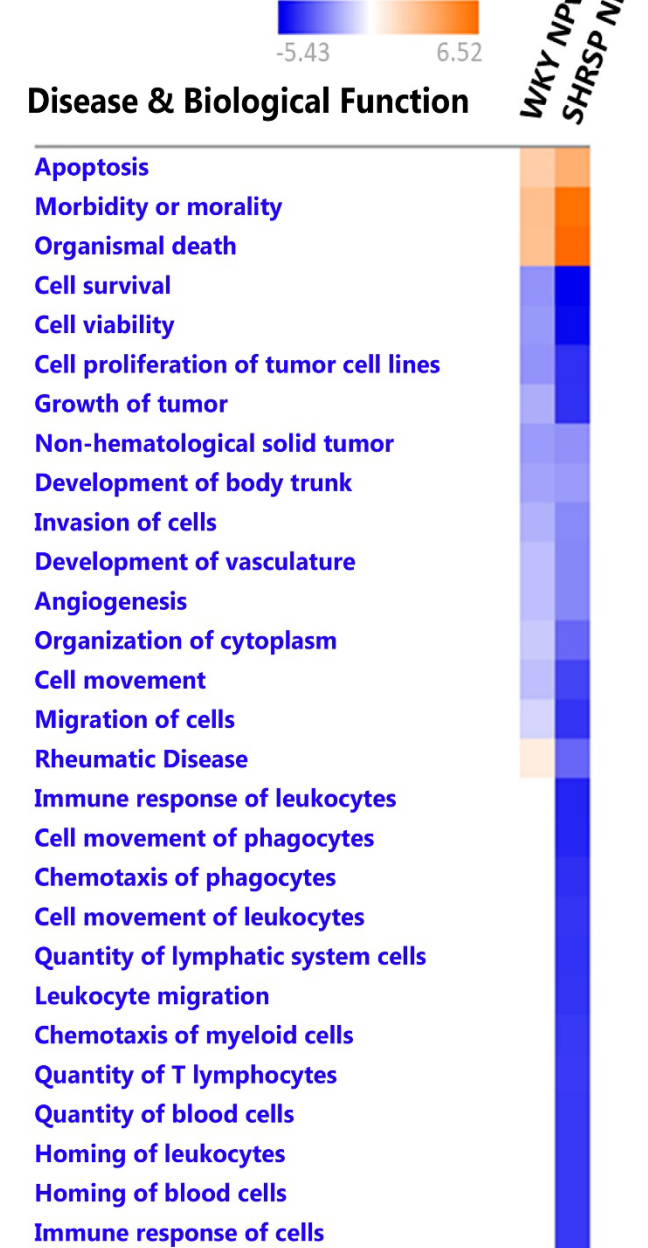 -5.43 6.52
WKY
SHRSP
Disease & Biological Function
Apoptosis
Morbidity or morality
Organismal death
Cell survival
Cell viability
Cell proliferation of tumor cell lines
Growth of tumor
Non-hematological solid tumor
Development of body trunk
Invasion of cells
Development of vasculature
Angiogenesis
Organization of cytoplasm
Cell movement
Migration of cells
Rheumatic Disease
Immune response of leukocytes
Cell movement of phagocytes
Chemotaxis of phagocytes
Cell movement of leukocytes
Quantity of lymphatic system cells
Leukocyte migration
Chemotaxis of myeloid cells
Quantity of T lymphocytes
Quantity of blood cells
Homing of leukocytes
Homing of blood cells
Immune response of cells